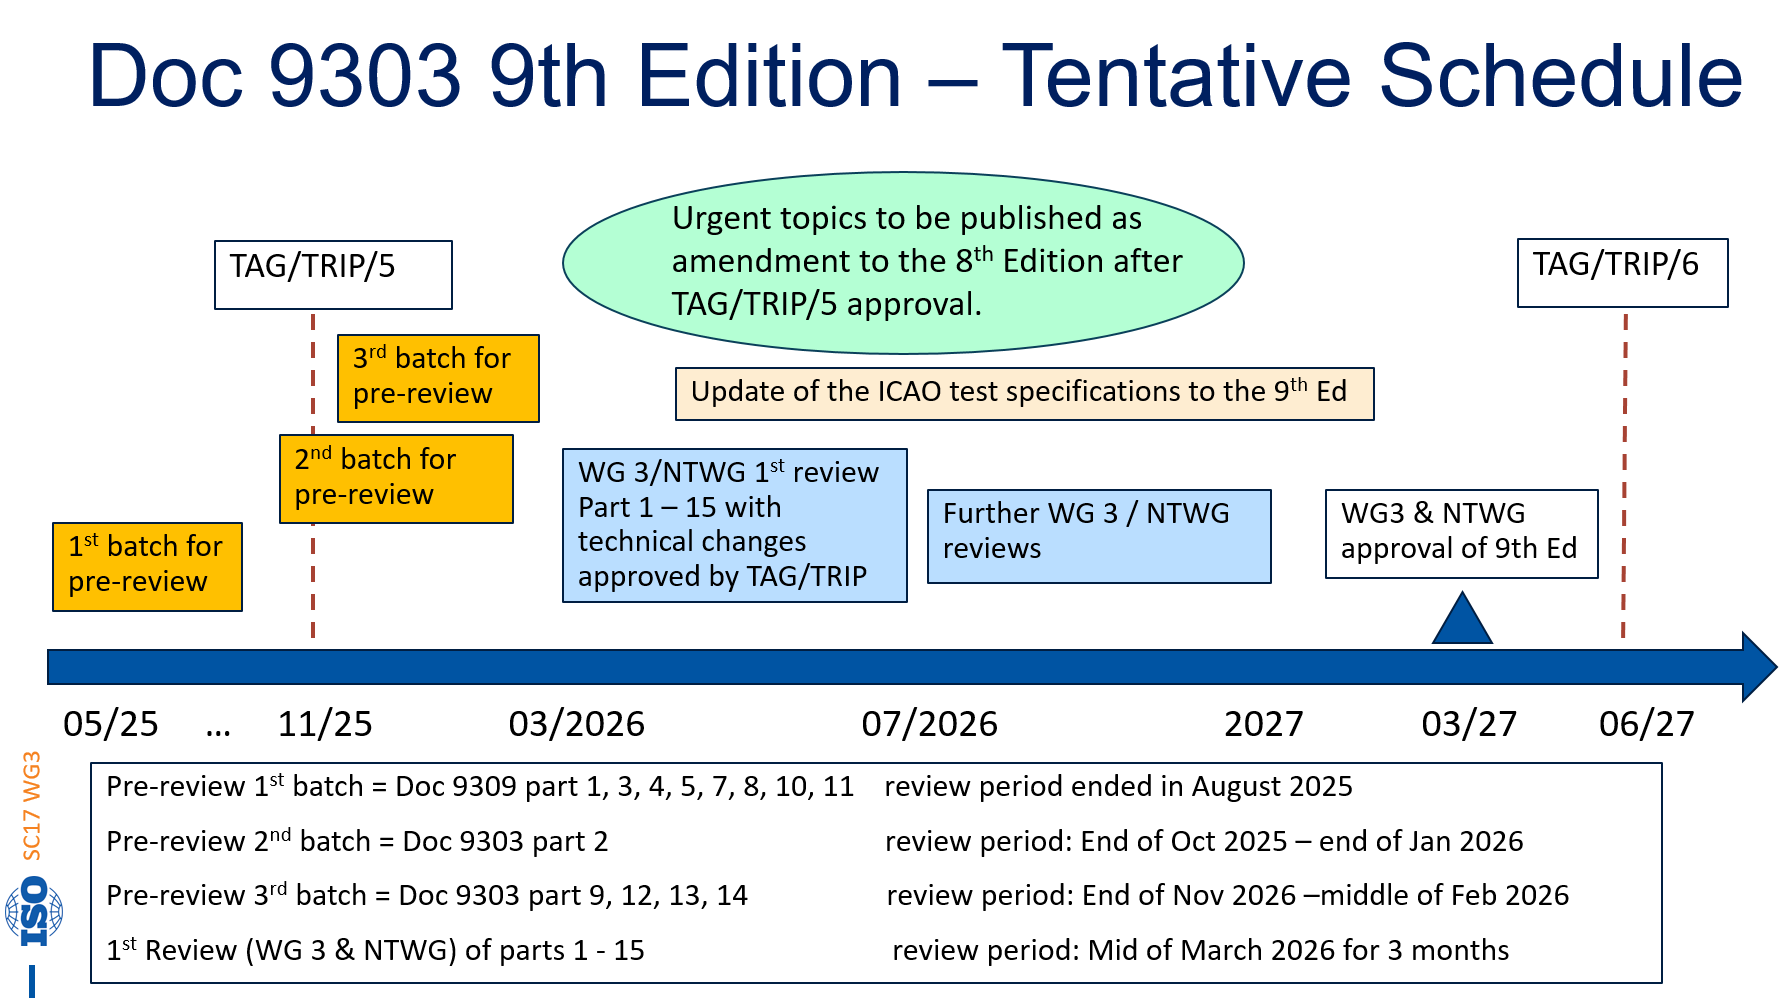 Doc 9303 9th Edition – Tentative Schedule
Urgent topics to be published as
amendment to the 8th Edition after
TAG/TRIP/5 approval.
TAG/TRIP/5
TAG/TRIP/6
3rd batch for
pre-review
Update of the ICAO test specifications to the 9th Ed
2nd batch for
pre-review
WG 3/NTWG 1st review
Part 1 – 15 with
technical changes
approved by TAG/TRIP
Further WG 3 / NTWG
reviews
WG3 & NTWG
approval of 9th Ed
1st batch for
pre-review
05/25 ... 11/25 03/2026 07/2026 2027 03/27 06/27
Pre-review 1st batch = Doc 9309 part 1, 3, 4, 5, 7, 8, 10, 11 review period ended in August 2025
Pre-review 2nd batch = Doc 9303 part 2 review period: End of Oct 2025 – end of Jan 2026
Pre-review 3rd batch = Doc 9303 part 9, 12, 13, 14 review period: End of Nov 2026 –middle of Feb 2026
1st Review (WG 3 & NTWG) of parts 1 - 15 review period: Mid of March 2026 for 3 months
SC17 WG3
ISO